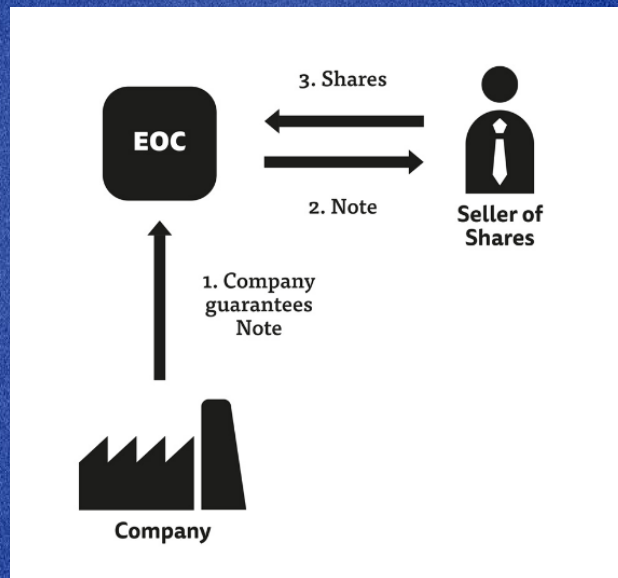 3. Shares
EOC
2. Note
Seller of
Shares
1. Company
guarantees
Note
Company